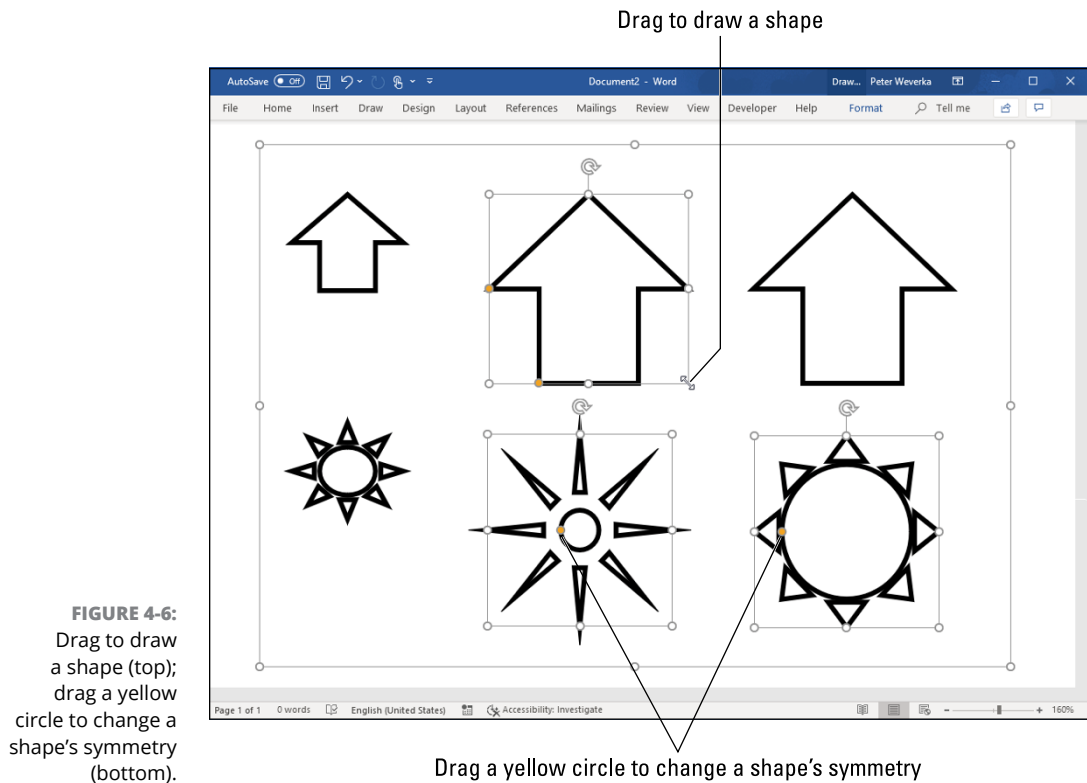 Drag to draw a shape
AutoSave Off Document2 - Word Draw... Peter Weverka
File Home Insert Draw Design Layout References Mailings Review View Developer Help Format Tell me
FIGURE 4-6:
Drag to draw
a shape (top);
drag a yellow
circle to change a
shape's symmetry
(bottom).
Page 1 of 1 0 words English (United States) Accessibility: Investigate - + 160%
Drag a yellow circle to change a shape's symmetry